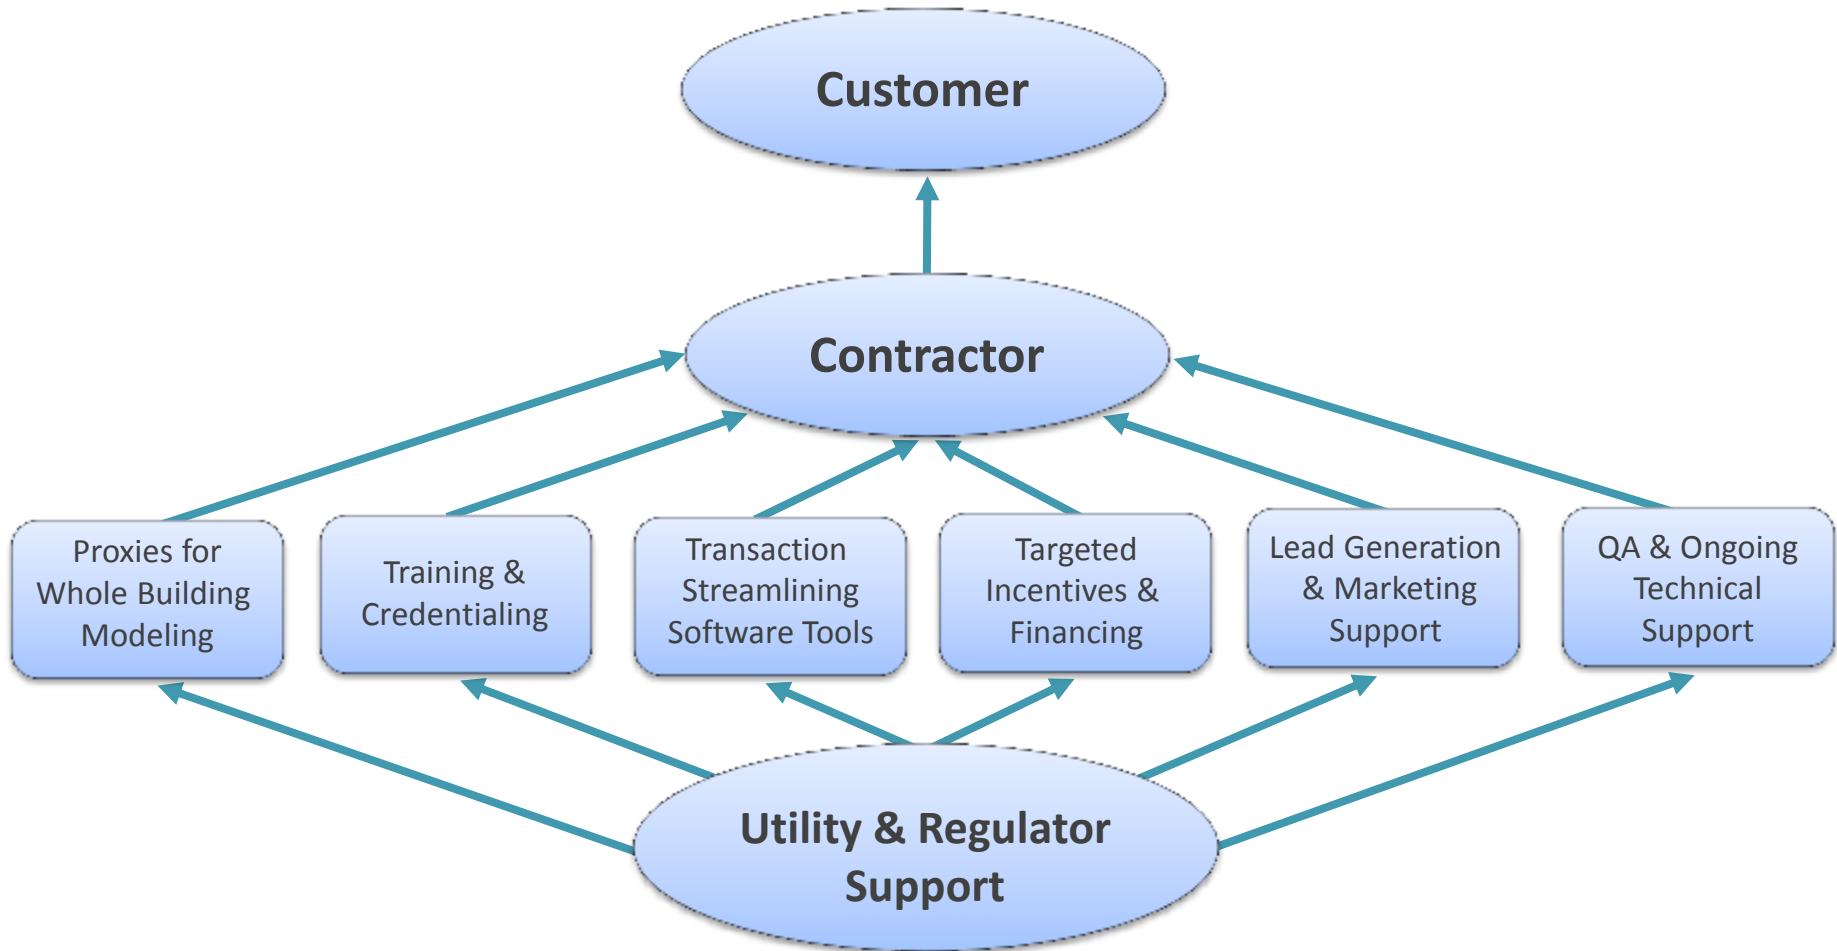 Customer
Contractor
Proxies for
Whole Building
Modeling
Training &
Credentialing
Transaction
Streamlining
Software Tools
Targeted
Incentives &
Financing
Lead Generation
& Marketing
Support
QA & Ongoing
Technical
Support
Utility & Regulator
Support